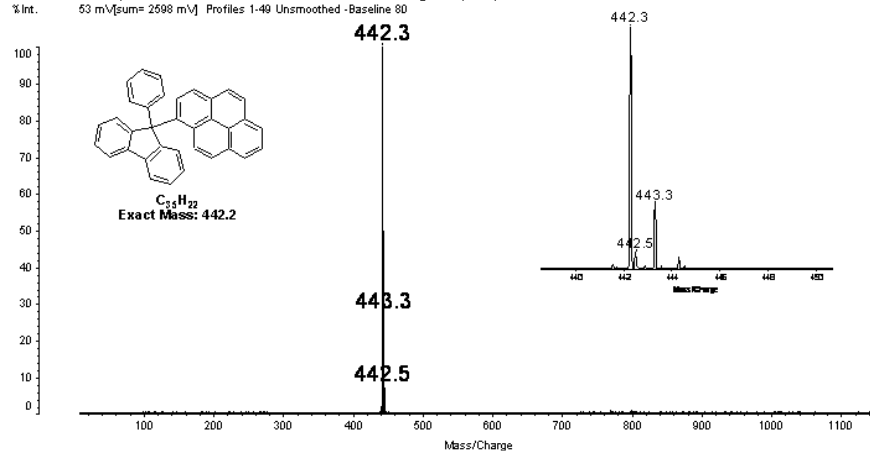 %Int. 53 mV[sum= 2598 mV] Profiles 1-49 Unsmoothed -Baseline 80
442.3
442.3
100
90
80
70
60
50
40
30
20
10
0
C₃₅H₂₂
Exact Mass: 442.2
443.3
442.5
443.3
442.5
440 442 444 446 448 450
Mass/Charge
100 200 300 400 500 600 700 800 900 1000 1100
Mass/Charge